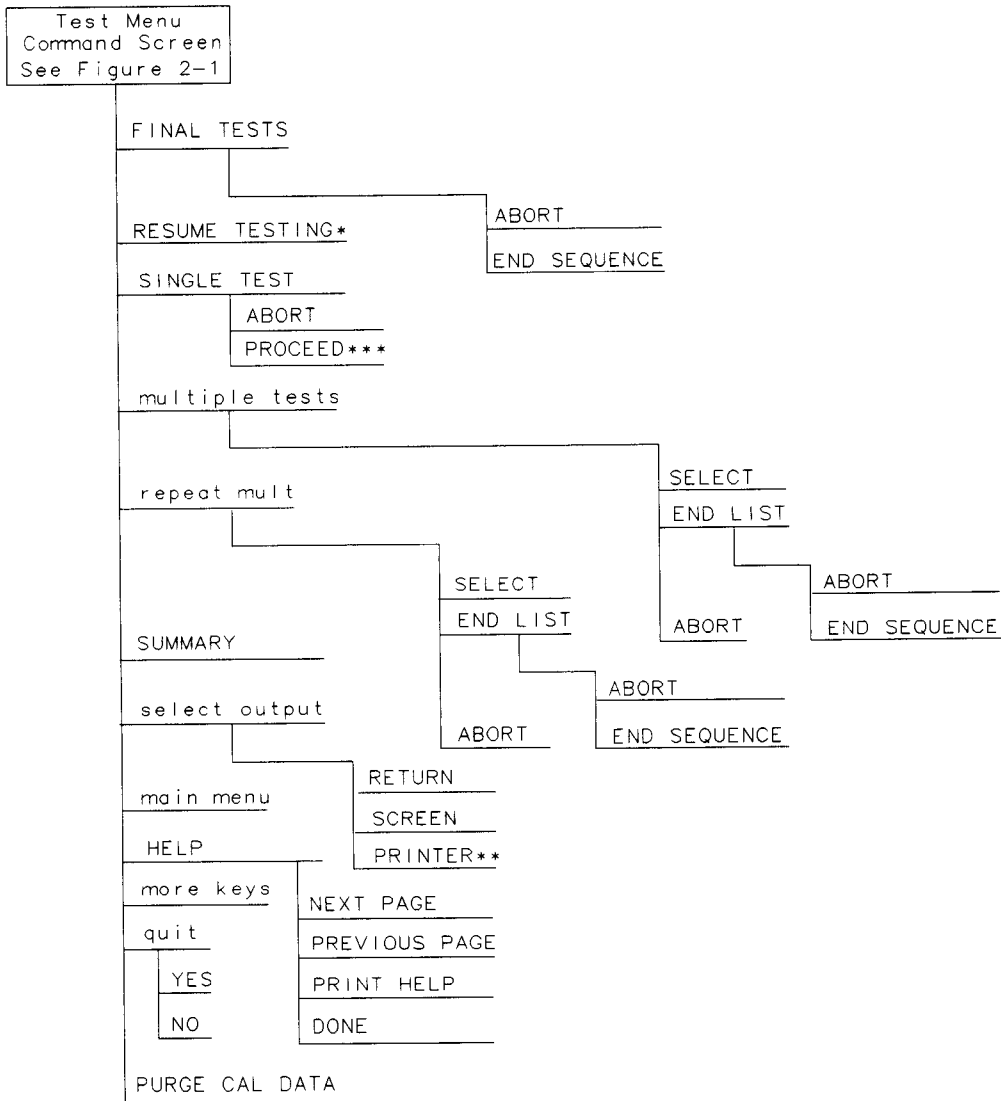 Test Menu
Command Screen
See Figure 2-1
FINAL TESTS
ABORT
END SEQUENCE
RESUME TESTING*
SINGLE TEST
ABORT
PROCEED***
multiple tests
SELECT
END LIST
ABORT
END SEQUENCE
ABORT
repeat mult
SELECT
END LIST
ABORT
END SEQUENCE
ABORT
SUMMARY
select output
RETURN
SCREEN
PRINTER**
main menu
HELP
NEXT PAGE
PREVIOUS PAGE
PRINT HELP
DONE
more keys
quit
YES
NO
PURGE CAL DATA